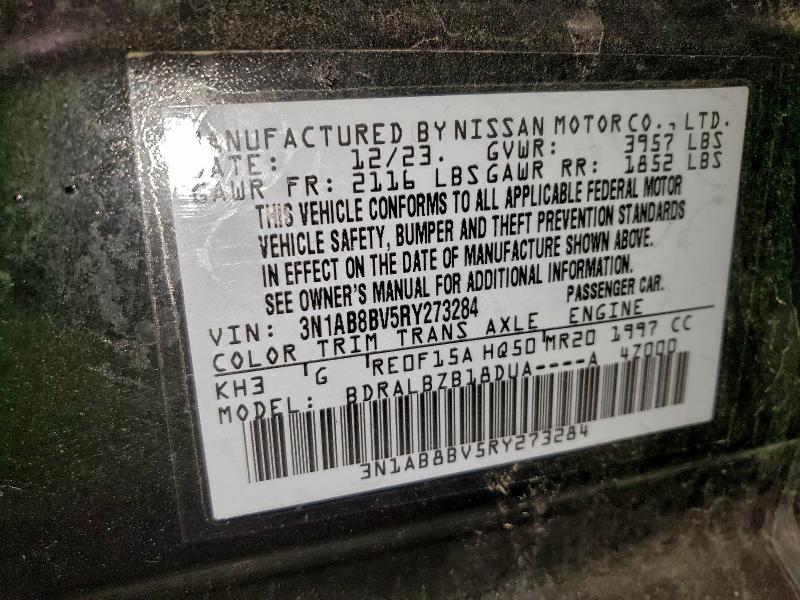 MANUFACTURED BY NISSAN MOTOR CO., LTD.
DATE: 12/23. GVWR: 3957 LBS
GAWR FR: 2116 LBS GAWR RR: 1852 LBS
THIS VEHICLE CONFORMS TO ALL APPLICABLE FEDERAL MOTOR
VEHICLE SAFETY, BUMPER AND THEFT PREVENTION STANDARDS
IN EFFECT ON THE DATE OF MANUFACTURE SHOWN ABOVE.
SEE OWNER'S MANUAL FOR ADDITIONAL INFORMATION.
VIN: 3N1AB8BV5RY273284 PASSENGER CAR.
COLOR TRIM TRANS AXLE ENGINE
KH3 G RE0F15A HQ50 MR20 1997 CC
MODEL: BDRALBZB18DUA----A 47000
3N1AB8BV5RY273284